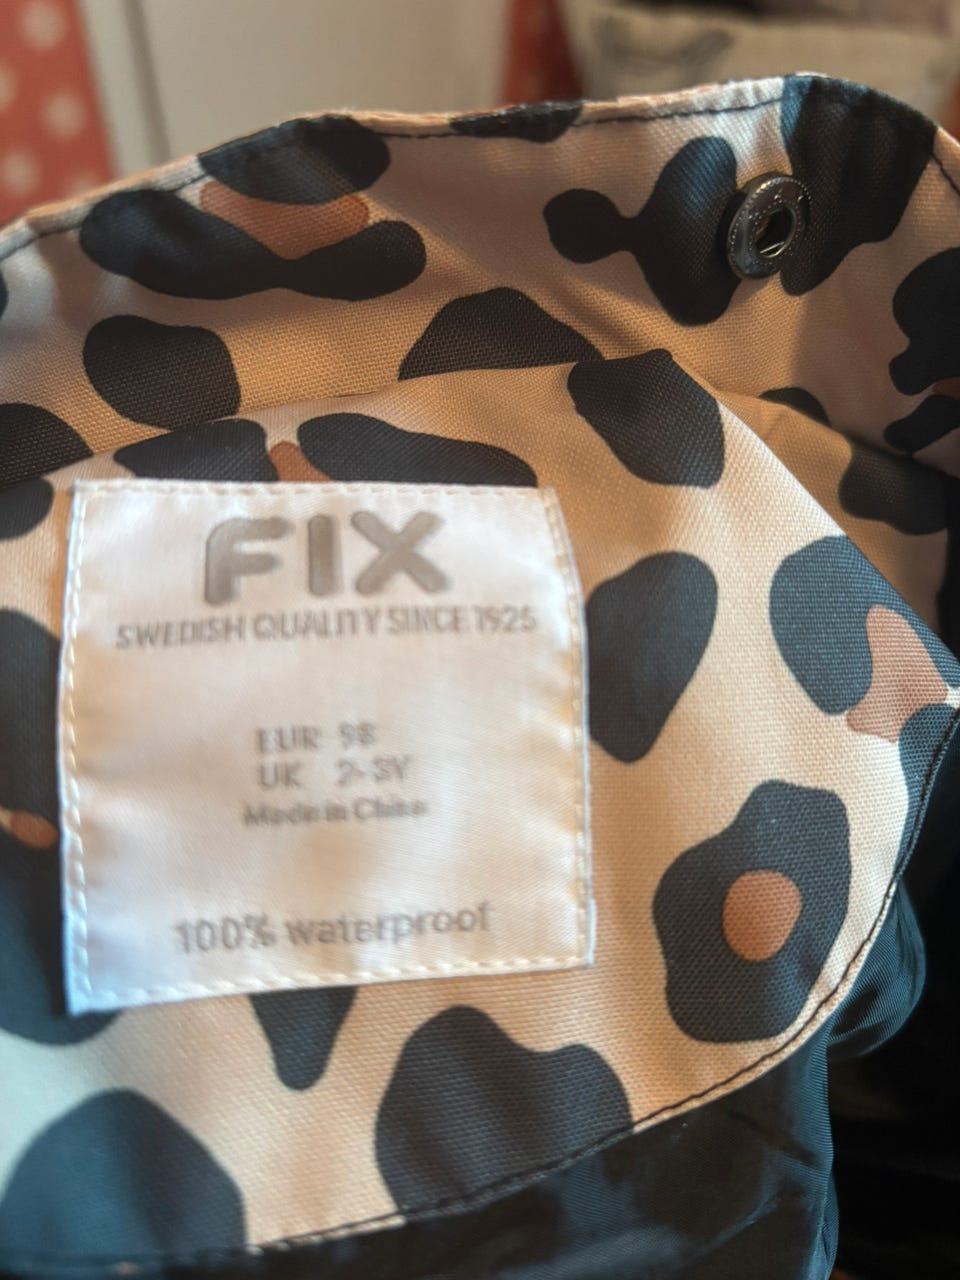 FIX
SWEDISH QUALITY SINCE 1925
EUR 98
UK 2-3Y
Made in China
100% waterproof